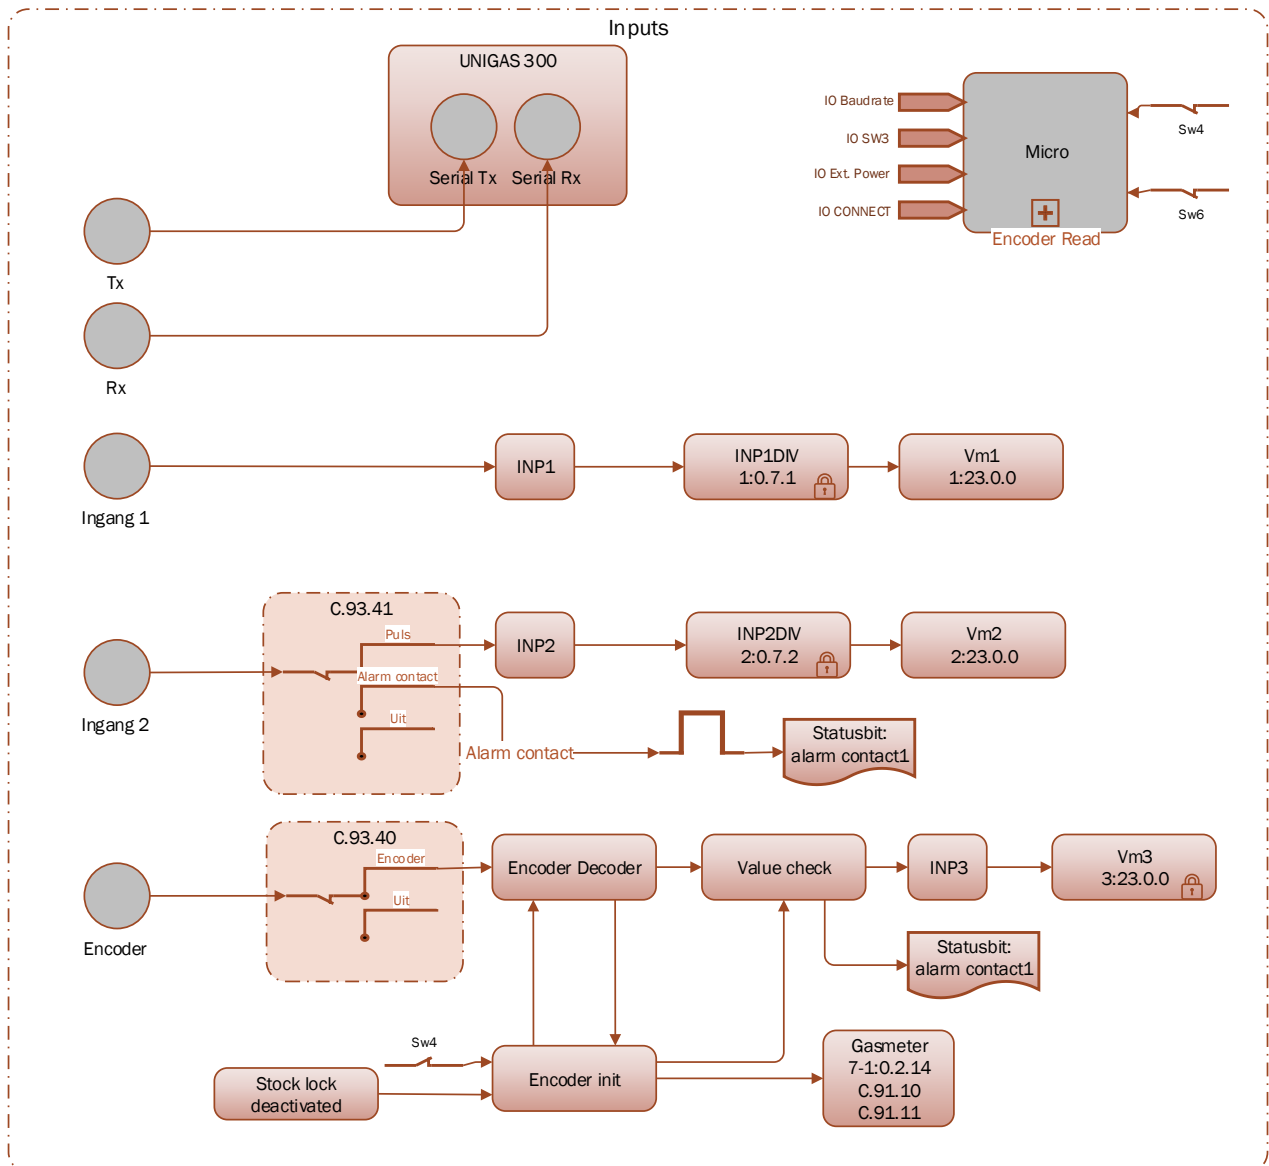 Inputs
UNIGAS 300
Serial Tx
Serial Rx
IO Baudrate
IO SW3
IO Ext. Power
IO CONNECT
Micro
Encoder Read
Sw4
Sw6
Tx
Rx
Ingang 1
INP1
INP1DIV
1:0.7.1
Vm1
1:23.0.0
Ingang 2
C.93.41
Puls
Alarm contact
Uit
INP2
INP2DIV
2:0.7.2
Vm2
2:23.0.0
Alarm contact
Statusbit:
alarm contact1
Encoder
C.93.40
Encoder
Uit
Encoder Decoder
Value check
INP3
Vm3
3:23.0.0
Statusbit:
alarm contact1
Sw4
Stock lock
deactivated
Encoder init
Gasmeter
7-1:0.2.14
C.91.10
C.91.11